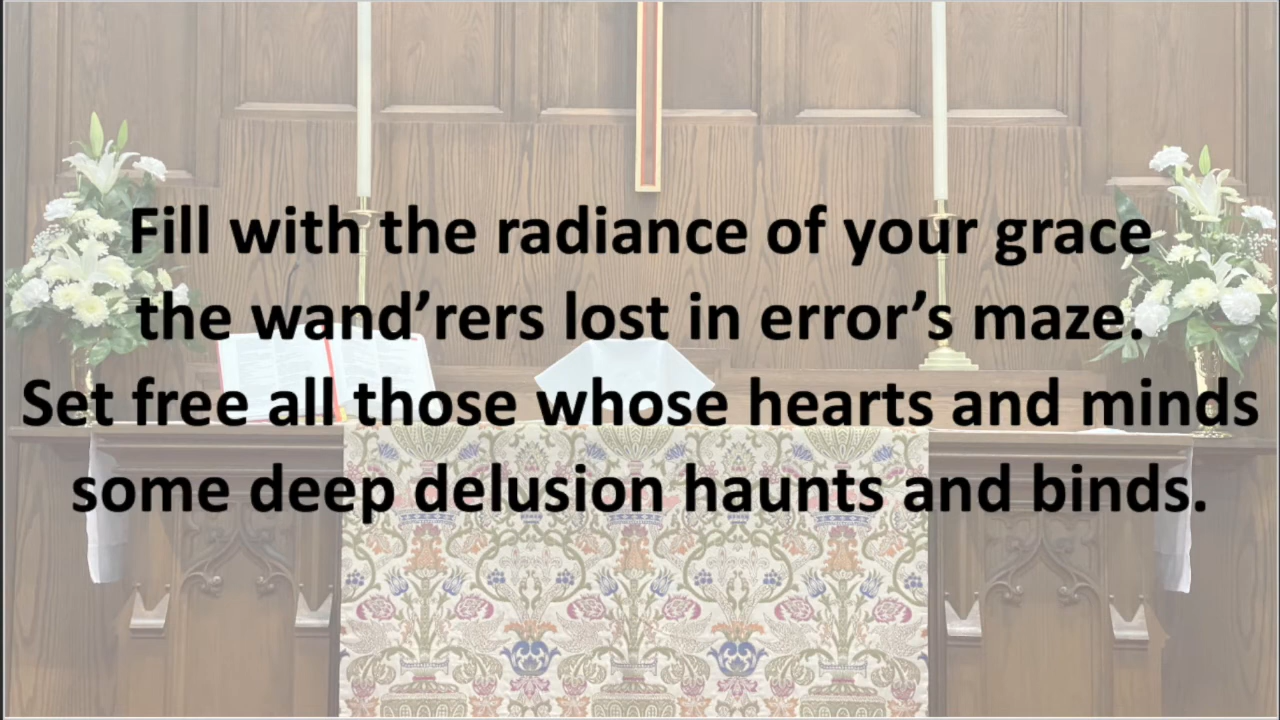 Fill with the radiance of your grace
the wand’rers lost in error’s maze.
Set free all those whose hearts and minds
some deep delusion haunts and binds.